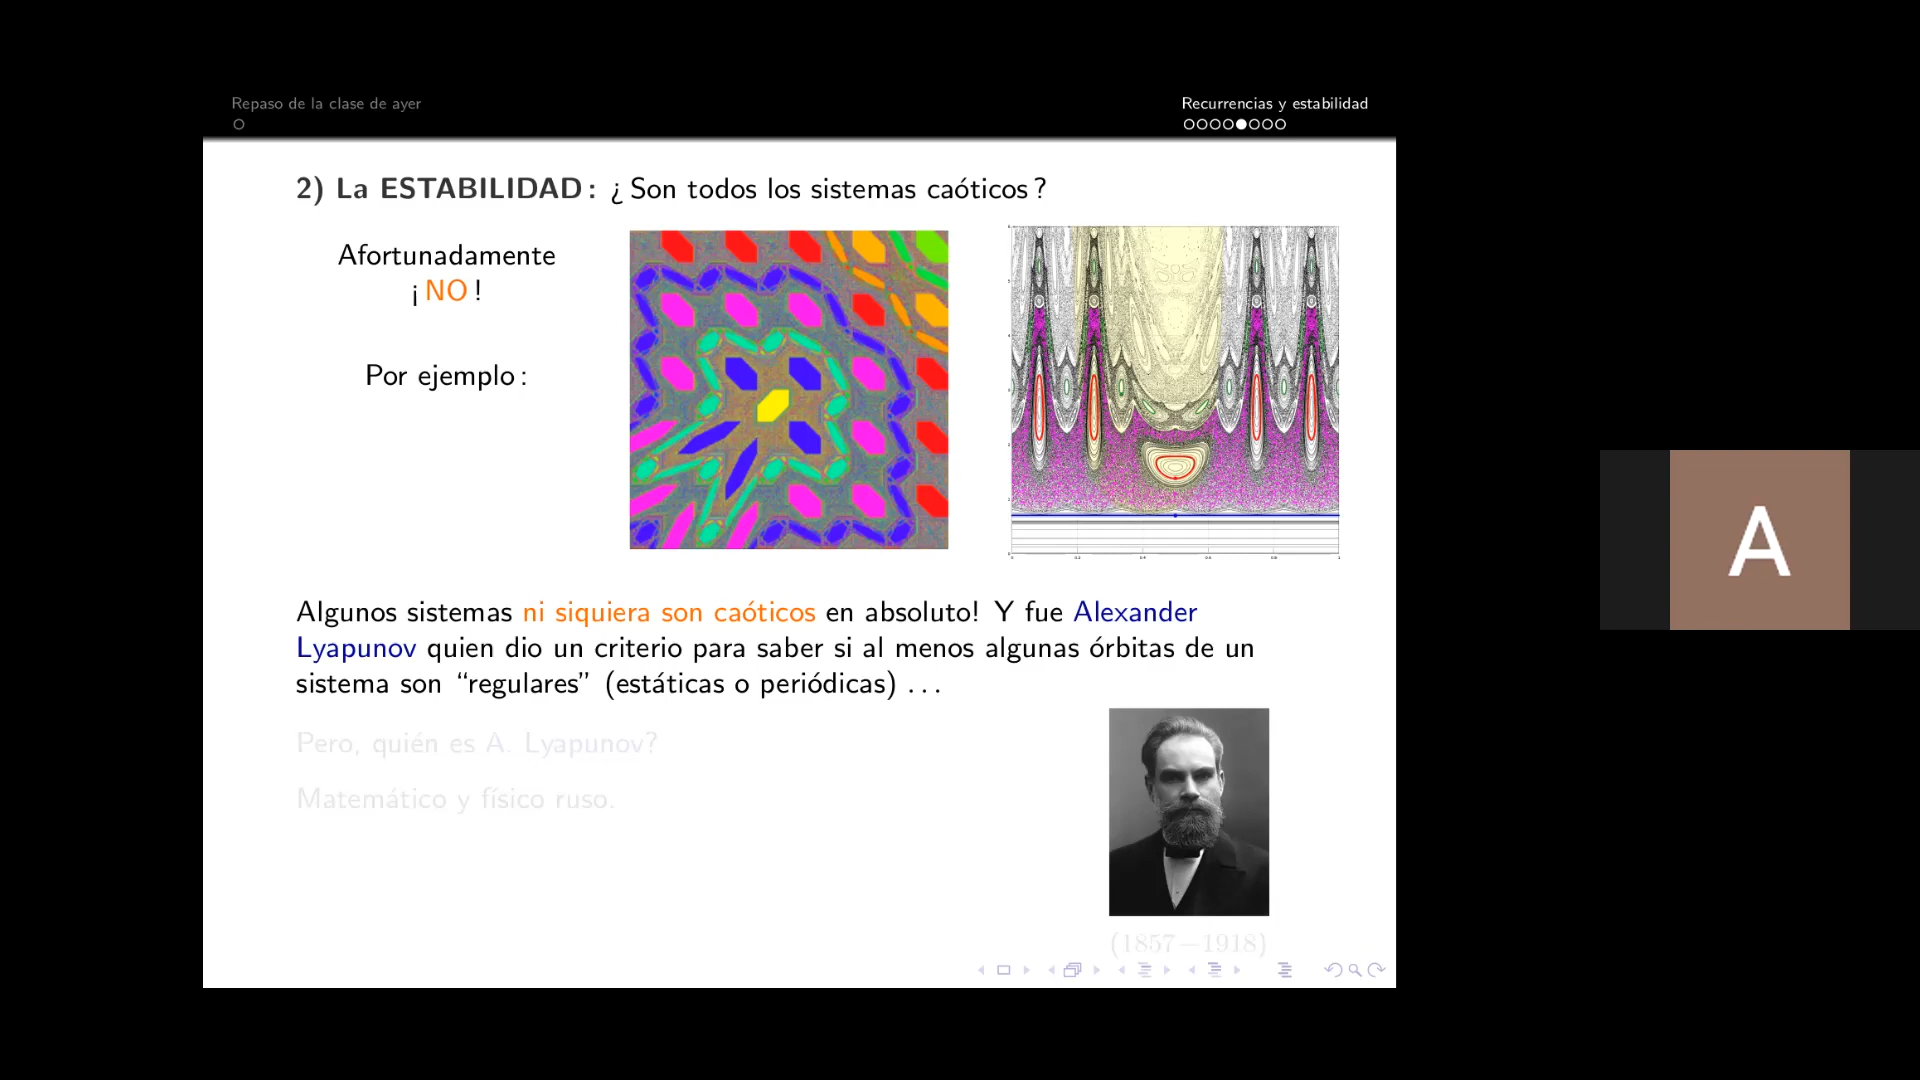 Repaso de la clase de ayer
Recurrencias y estabilidad
2) La ESTABILIDAD: ¿ Son todos los sistemas caóticos ?
Afortunadamente
¡ NO !
Por ejemplo :
Algunos sistemas ni siquiera son caóticos en absoluto! Y fue Alexander
Lyapunov quien dio un criterio para saber si al menos algunas órbitas de un
sistema son “regulares” (estáticas o periódicas) ...
Pero, quién es A. Lyapunov?
Matemático y físico ruso.
(1857 – 1918)
A